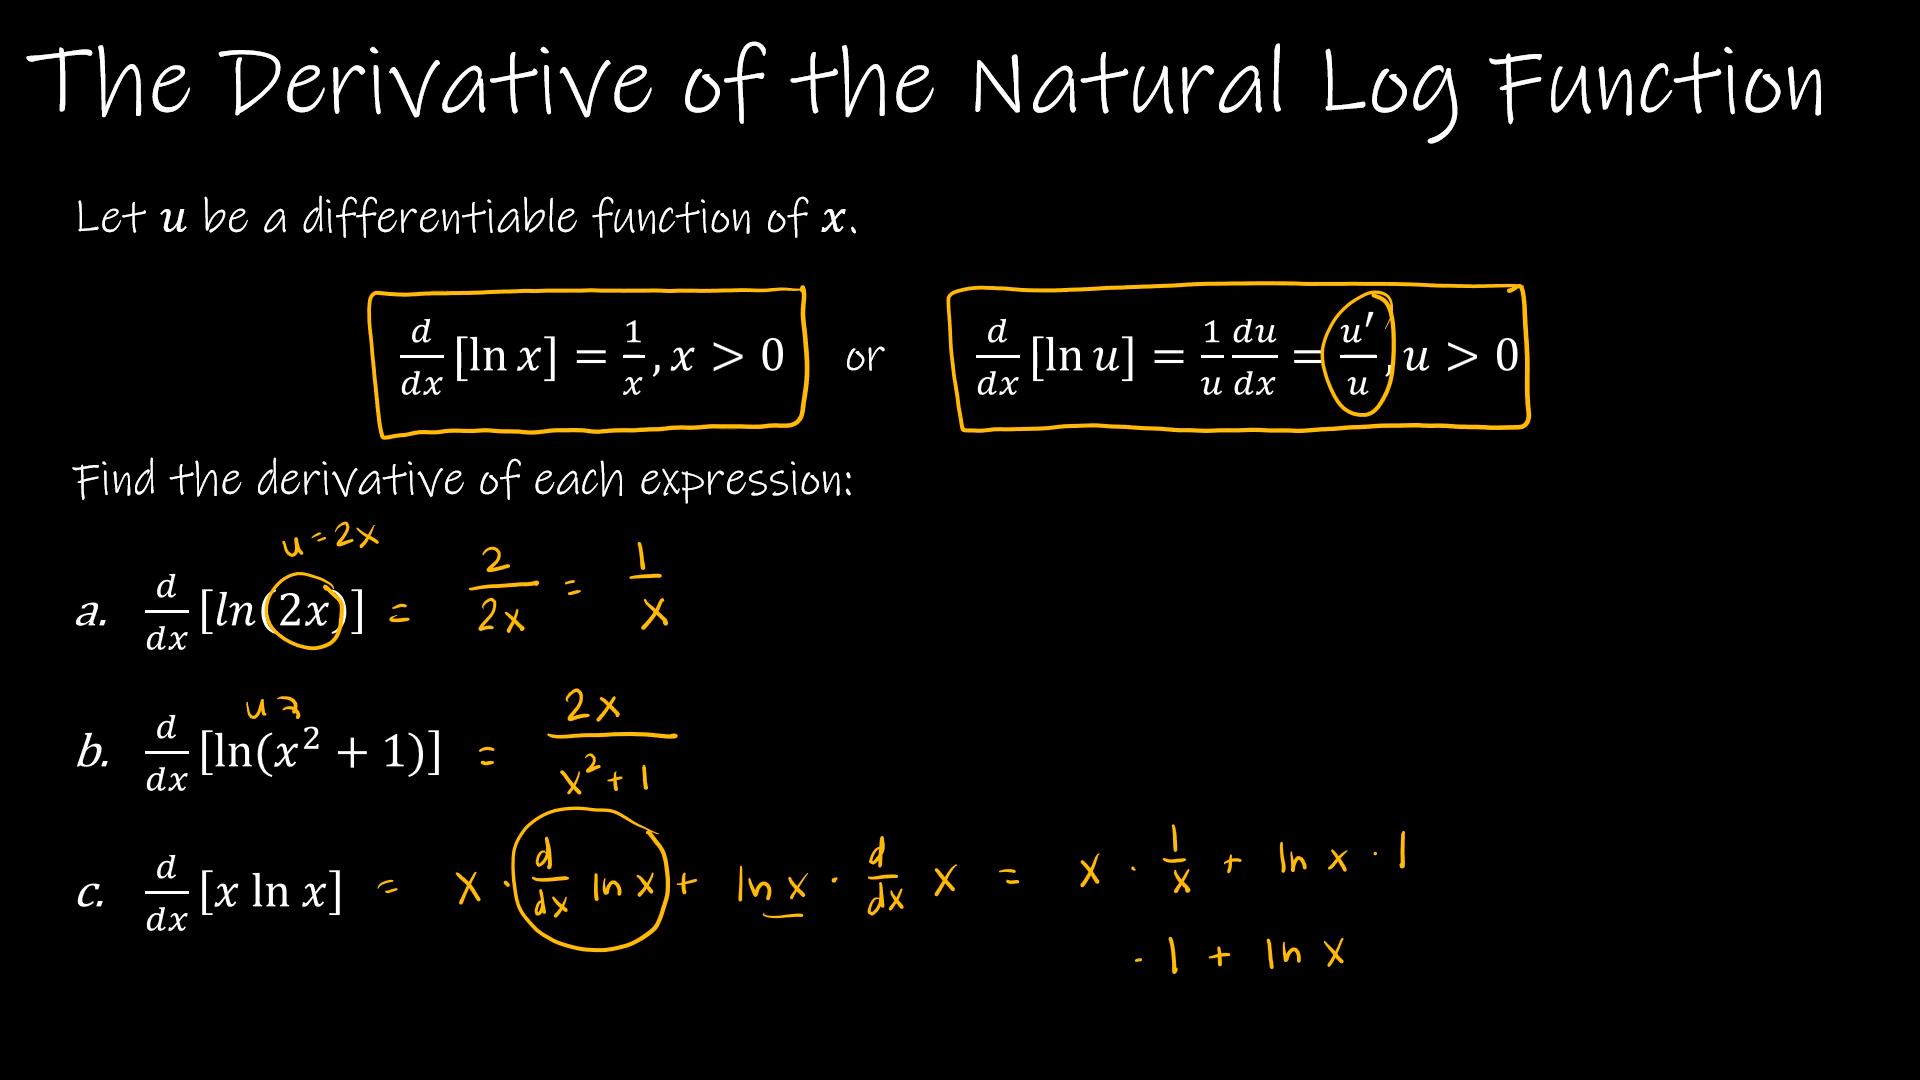 The Derivative of the Natural Log Function
Let u be a differentiable function of x.
d/dx [ln x] = 1/x, x > 0 or d/dx [ln u] = 1/u du/dx = u'/u, u > 0
Find the derivative of each expression:
u = 2x
a. d/dx [ln(2x)] = 2/2x = 1/x
u =
b. d/dx [ln(x² + 1)] = 2x/x² + 1
c. d/dx [x ln x] = x · d/dx ln x + ln x · d/dx x = x · 1/x + ln x · 1
1 + ln x